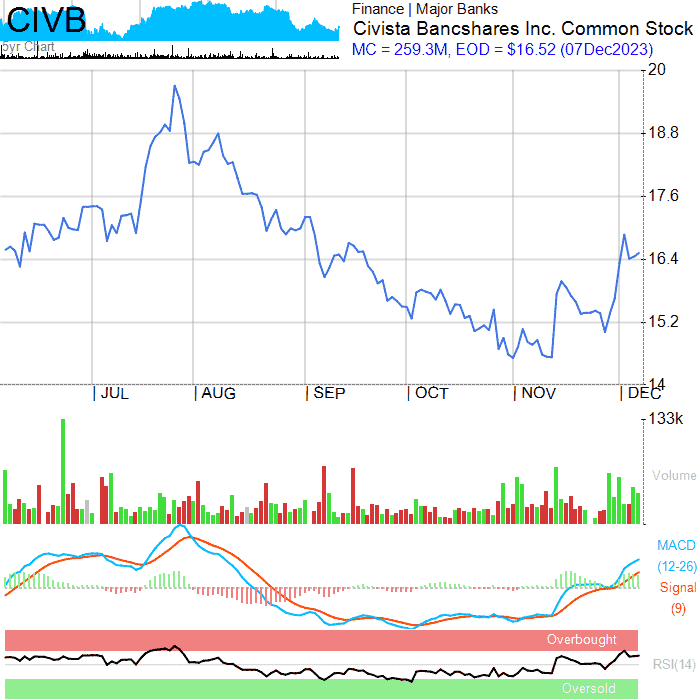 CIVB
5yr Chart
Finance | Major Banks
Civista Bancshares Inc. Common Stock
MC = 259.3M, EOD = $16.52 (07Dec2023)
20
18.8
17.6
16.4
15.2
14
| JUL | AUG | SEP | OCT | NOV | DEC
133k
Volume
MACD
(12-26)
Signal
(9)
Overbought
RSI(14)
Oversold